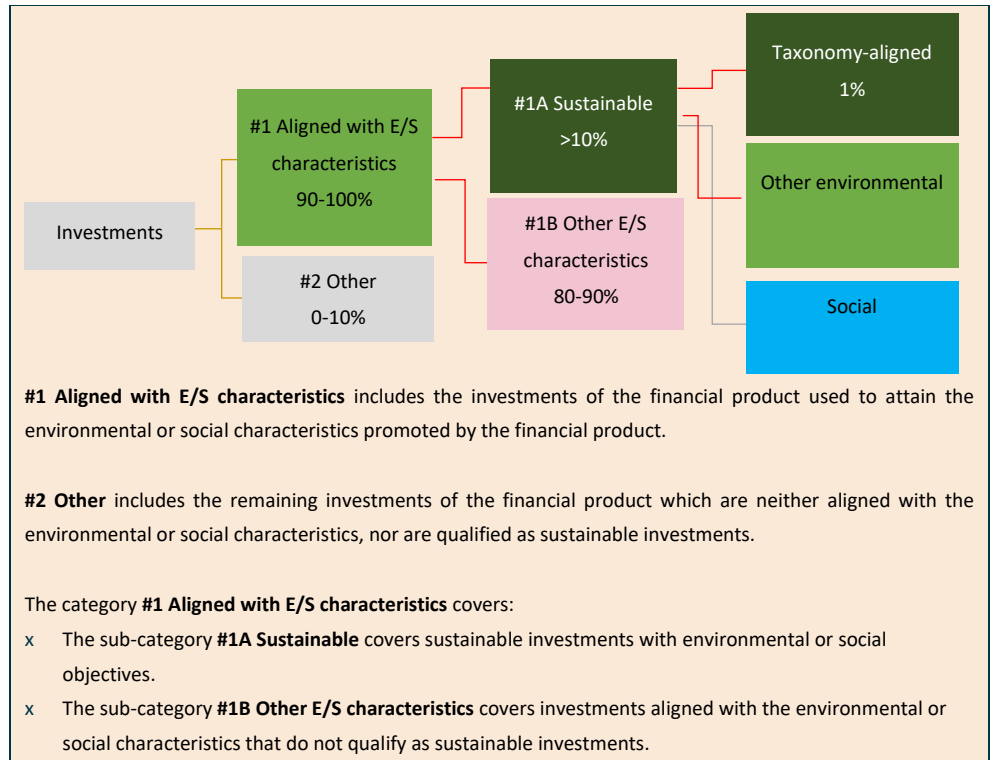 Investments
#1 Aligned with E/S
characteristics
90-100%
#2 Other
0-10%
#1A Sustainable
>10%
#1B Other E/S
characteristics
80-90%
Taxonomy-aligned
1%
Other environmental
Social
#1 Aligned with E/S characteristics includes the investments of the financial product used to attain the
environmental or social characteristics promoted by the financial product.
#2 Other includes the remaining investments of the financial product which are neither aligned with the
environmental or social characteristics, nor are qualified as sustainable investments.
The category #1 Aligned with E/S characteristics covers:
x The sub-category #1A Sustainable covers sustainable investments with environmental or social
objectives.
x The sub-category #1B Other E/S characteristics covers investments aligned with the environmental or
social characteristics that do not qualify as sustainable investments.